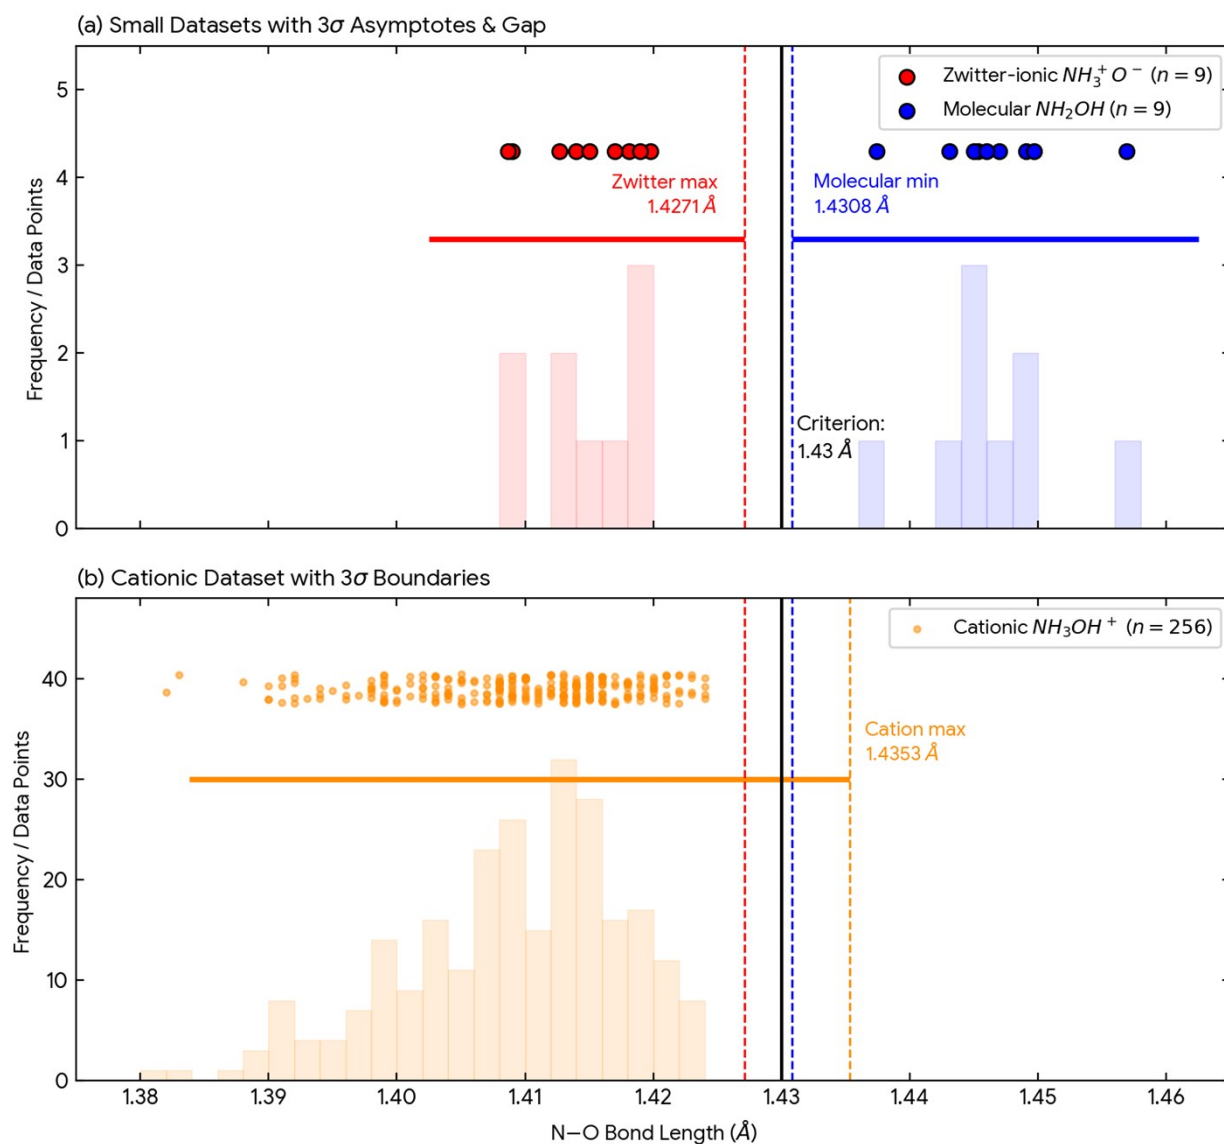 (a) Small Datasets with 3σ Asymptotes & Gap
Frequency / Data Points
5
4
3
2
1
0
Zwitter-ionic NH₃⁺O⁻ (n = 9)
Molecular NH₂OH (n = 9)
Zwitter max
1.4271 Å
Molecular min
1.4308 Å
Criterion:
1.43 Å
(b) Cationic Dataset with 3σ Boundaries
Frequency / Data Points
40
30
20
10
0
Cationic NH₃OH⁺ (n = 256)
Cation max
1.4353 Å
1.38 1.39 1.40 1.41 1.42 1.43 1.44 1.45 1.46
N−O Bond Length (Å)